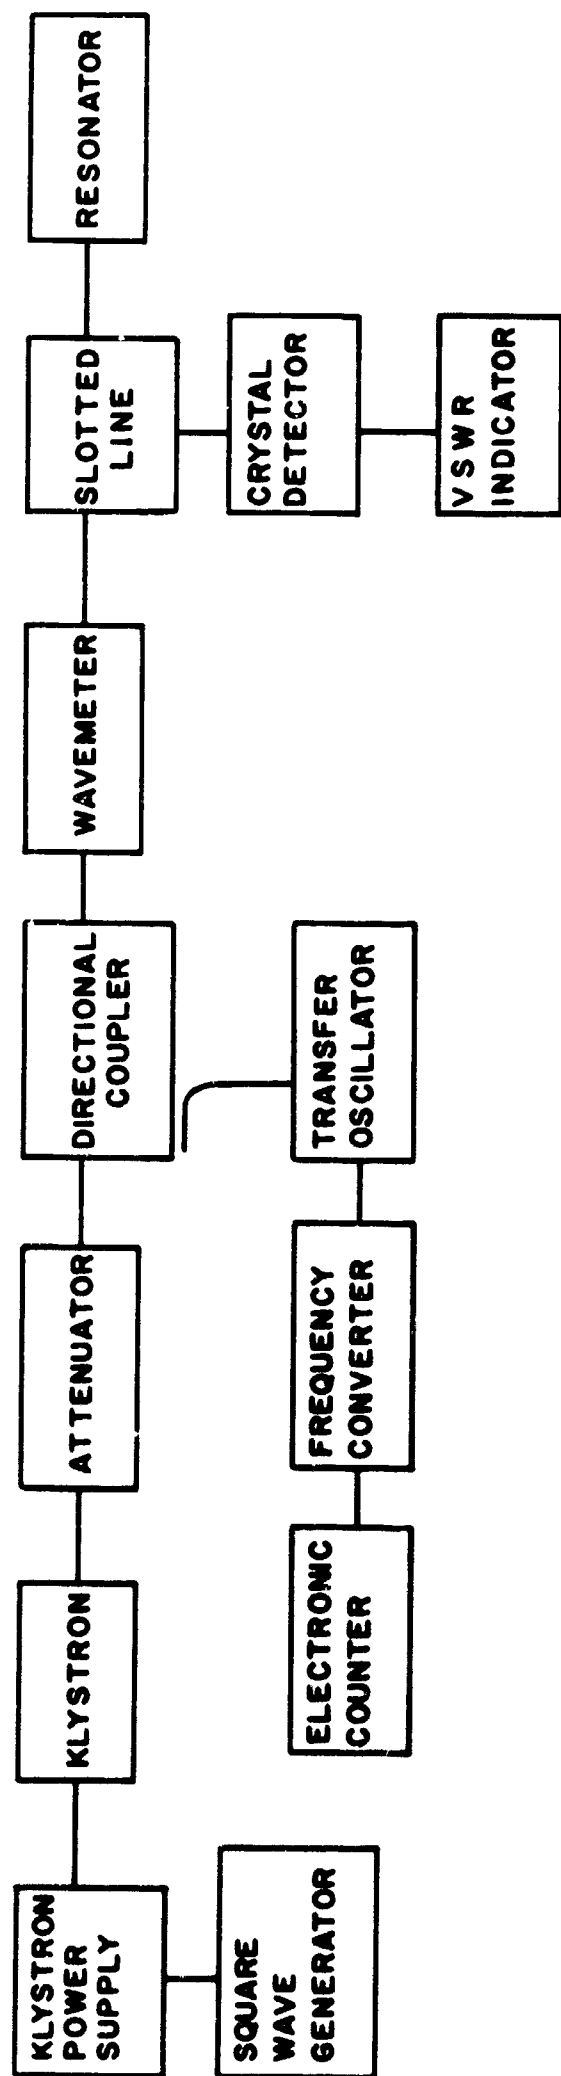 KLYSTRON
POWER
SUPPLY
KLYSTRON
ATTENUATOR
DIRECTIONAL
COUPLER
WAVEMETER
SLOTTED
LINE
RESONATOR
SQUARE
WAVE
GENERATOR
ELECTRONIC
COUNTER
FREQUENCY
CONVERTER
TRANSFER
OSCILLATOR
CRYSTAL
DETECTOR
VSWR
INDICATOR